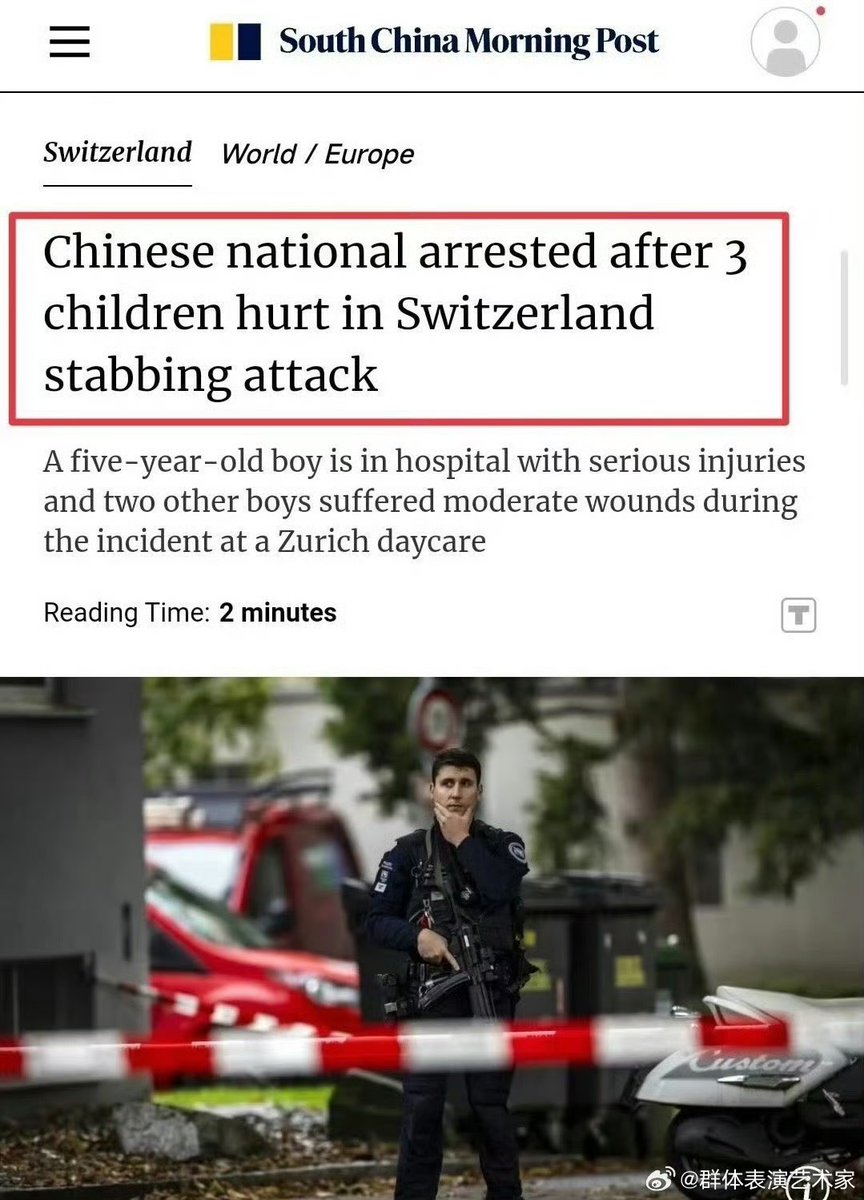 South China Morning Post
Switzerland World / Europe
Chinese national arrested after 3
children hurt in Switzerland
stabbing attack
A five-year-old boy is in hospital with serious injuries
and two other boys suffered moderate wounds during
the incident at a Zurich daycare
Reading Time: 2 minutes
T
Custom
@群体表演艺术家